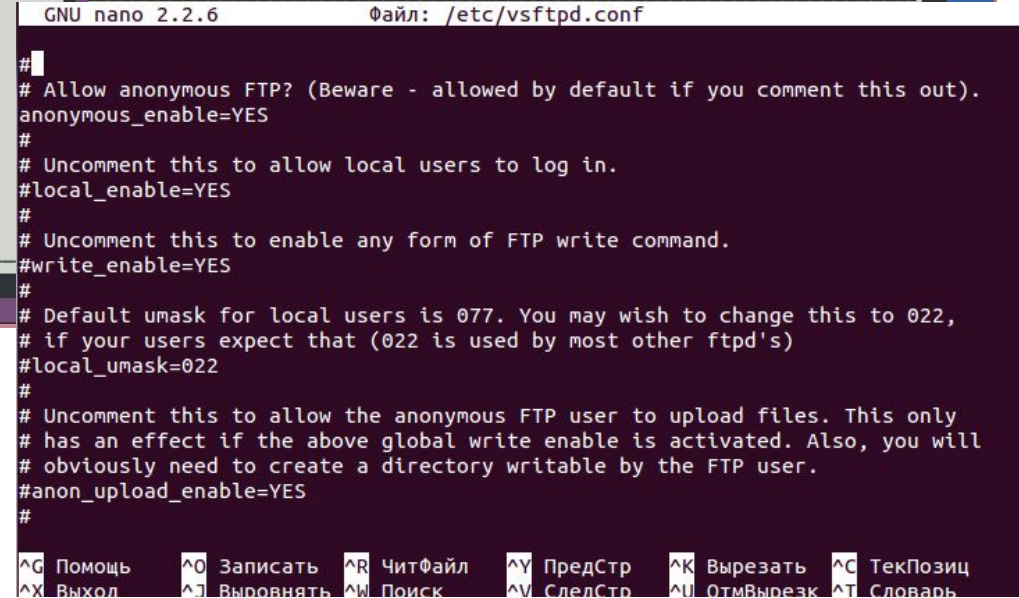 GNU nano 2.2.6 Файл: /etc/vsftpd.conf
#
# Allow anonymous FTP? (Beware - allowed by default if you comment this out).
anonymous_enable=YES
#
# Uncomment this to allow local users to log in.
#local_enable=YES
#
# Uncomment this to enable any form of FTP write command.
#write_enable=YES
#
# Default umask for local users is 077. You may wish to change this to 022,
# if your users expect that (022 is used by most other ftpd's)
#local_umask=022
#
# Uncomment this to allow the anonymous FTP user to upload files. This only
# has an effect if the above global write enable is activated. Also, you will
# obviously need to create a directory writable by the FTP user.
#anon_upload_enable=YES
#
^G Помощь ^O Записать ^R ЧитФайл ^Y ПредСтр ^K Вырезать ^C ТекПозиц
^X Выход ^J Выровнять ^W Поиск ^V СледСтр ^U ОтмВырезк ^T Словарь